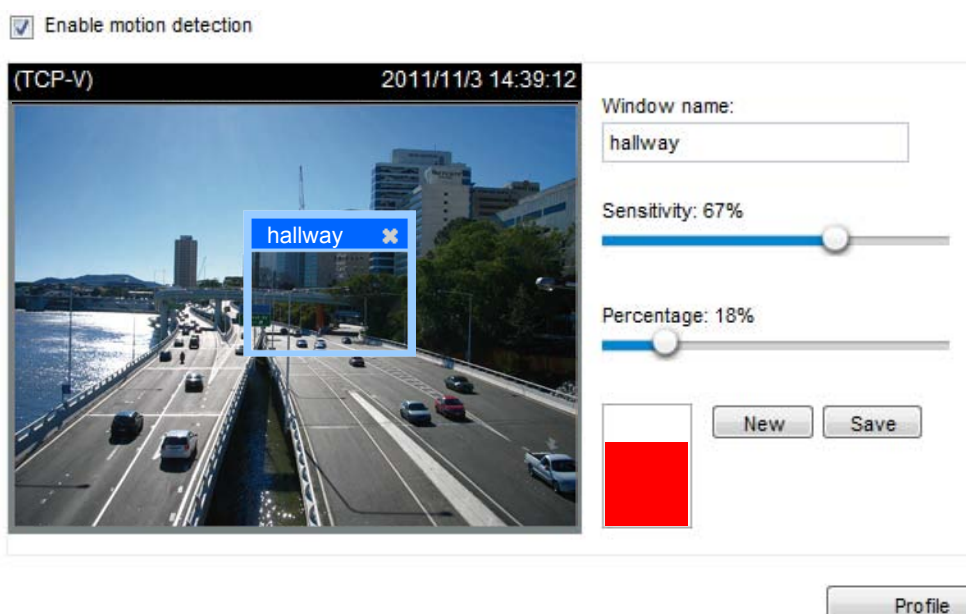 Enable motion detection
(TCP-V) 2011/11/3 14:39:12
hallway
Window name:
hallway
Sensitivity: 67%
Percentage: 18%
New Save
Profile